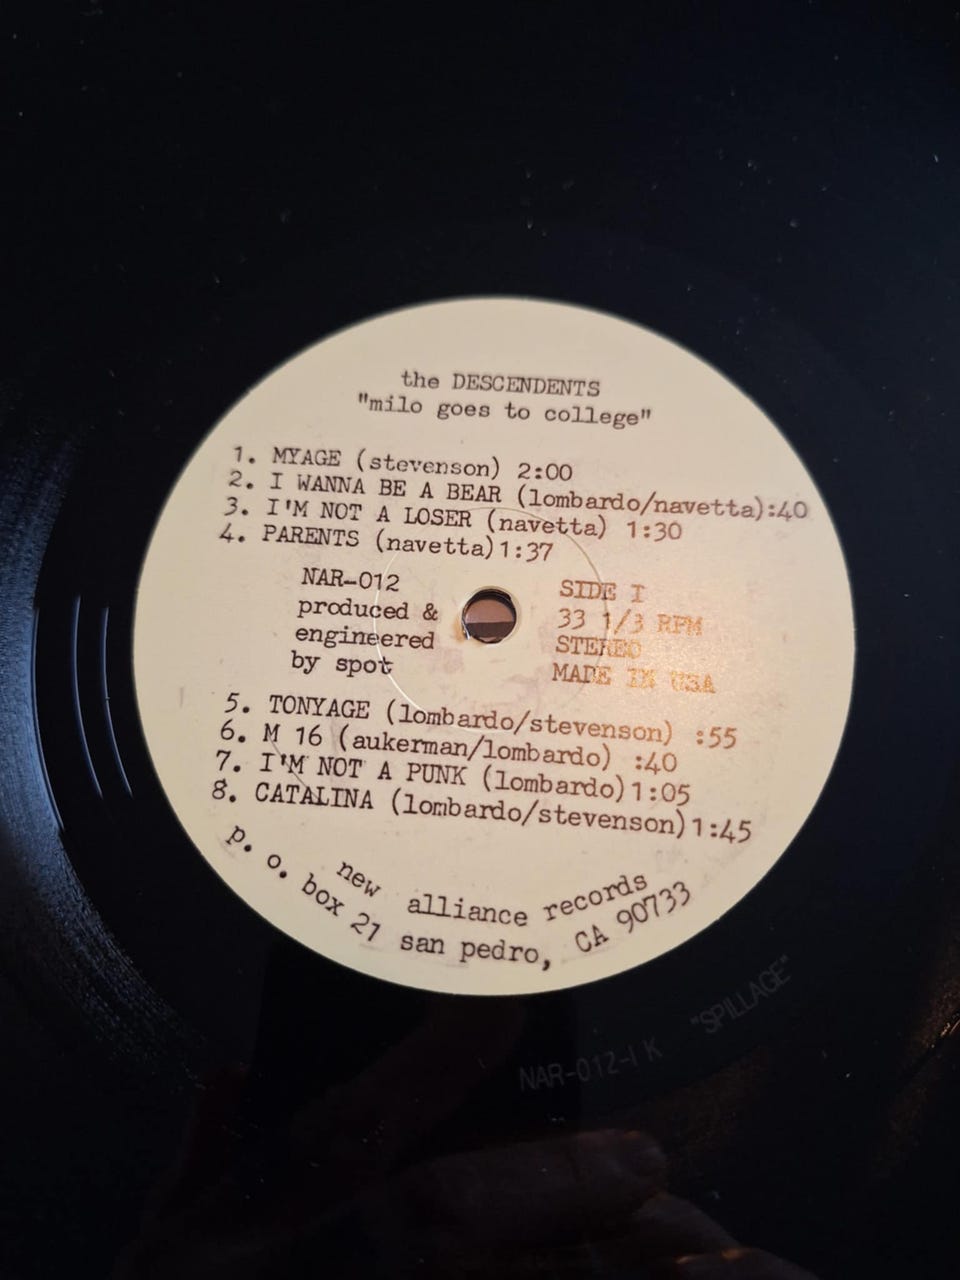 the DESCENDENTS
"milo goes to college"
1. MYAGE (stevenson) 2:00
2. I WANNA BE A BEAR (lombardo/navetta):40
3. I'M NOT A LOSER (navetta) 1:30
4. PARENTS (navetta)1:37
NAR-012
produced &
engineered
by spot
SIDE I
33 1/3 RPM
STEREO
MADE IN USA
5. TONYAGE (lombardo/stevenson) :55
6. M 16 (aukerman/lombardo) :40
7. I'M NOT A PUNK (lombardo)1:05
8. CATALINA (lombardo/stevenson)1:45
new alliance records
p. o. box 21 san pedro, CA 90733
NAR-012-I K "SPILLAGE"